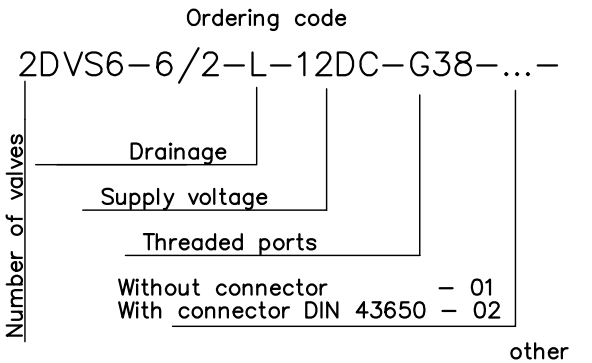 Ordering code
2DVS6-6/2-L-12DC-G38-...-
Number of valves
Drainage
Supply voltage
Threaded ports
Without connector - 01
With connector DIN 43650 - 02
other